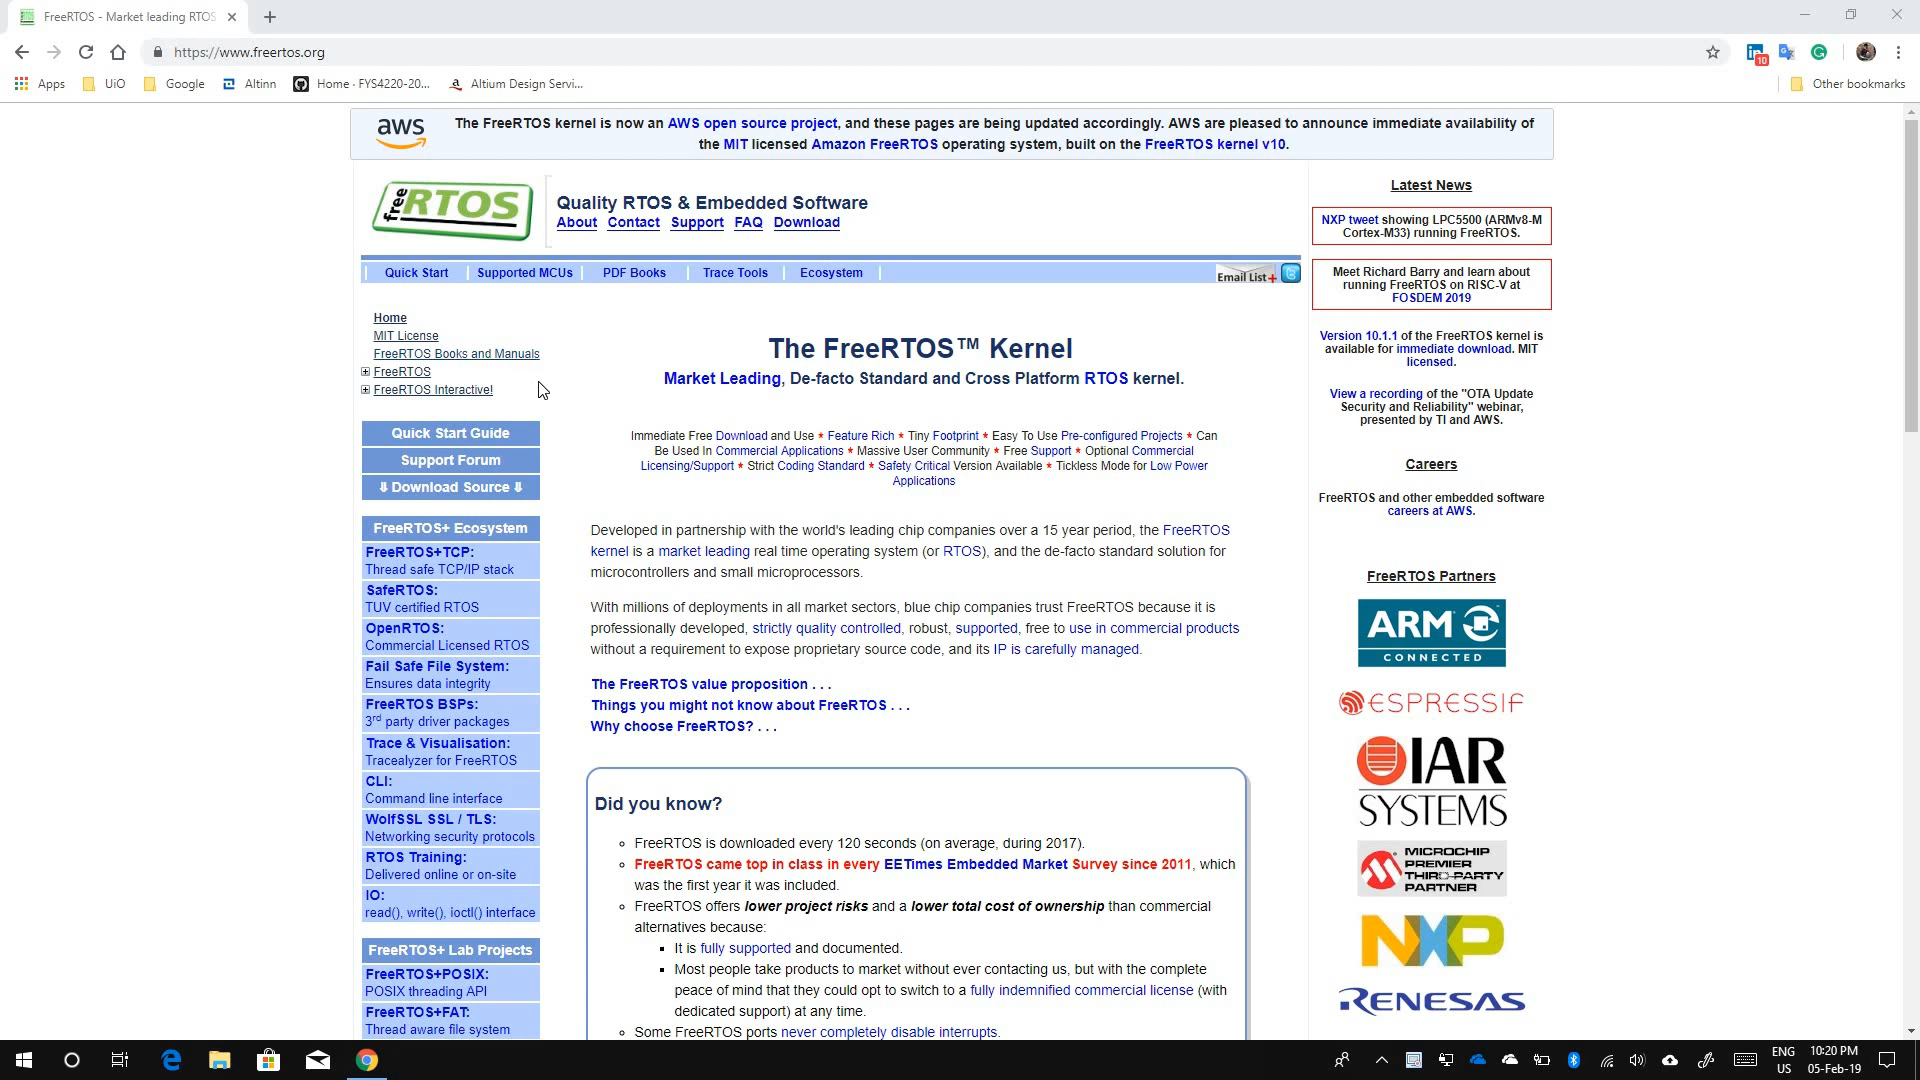 FreeRTOS - Market leading RTOS
https://www.freertos.org
10
Apps
UiO
Google
Altinn
Home · FYS4220-20...
Altium Design Servi...
Other bookmarks
aws
The FreeRTOS kernel is now an AWS open source project, and these pages are being updated accordingly. AWS are pleased to announce immediate availability of
the MIT licensed Amazon FreeRTOS operating system, built on the FreeRTOS kernel v10.
free RTOS
Quality RTOS & Embedded Software
About Contact Support FAQ Download
Quick Start
Supported MCUs
PDF Books
Trace Tools
Ecosystem
Email List+
Home
MIT License
FreeRTOS Books and Manuals
FreeRTOS
FreeRTOS Interactive!
Quick Start Guide
Support Forum
⇓ Download Source ⇓
FreeRTOS+ Ecosystem
FreeRTOS+TCP:
Thread safe TCP/IP stack
SafeRTOS:
TUV certified RTOS
OpenRTOS:
Commercial Licensed RTOS
Fail Safe File System:
Ensures data integrity
FreeRTOS BSPs:
3rd party driver packages
Trace & Visualisation:
Tracealyzer for FreeRTOS
CLI:
Command line interface
WolfSSL SSL / TLS:
Networking security protocols
RTOS Training:
Delivered online or on-site
IO:
read(), write(), ioctl() interface
FreeRTOS+ Lab Projects
FreeRTOS+POSIX:
POSIX threading API
FreeRTOS+FAT:
Thread aware file system
The FreeRTOS™ Kernel
Market Leading, De-facto Standard and Cross Platform RTOS kernel.
Immediate Free Download and Use * Feature Rich * Tiny Footprint * Easy To Use Pre-configured Projects * Can
Be Used In Commercial Applications * Massive User Community * Free Support * Optional Commercial
Licensing/Support * Strict Coding Standard * Safety Critical Version Available * Tickless Mode for Low Power
Applications
Developed in partnership with the world's leading chip companies over a 15 year period, the FreeRTOS
kernel is a market leading real time operating system (or RTOS), and the de-facto standard solution for
microcontrollers and small microprocessors.
With millions of deployments in all market sectors, blue chip companies trust FreeRTOS because it is
professionally developed, strictly quality controlled, robust, supported, free to use in commercial products
without a requirement to expose proprietary source code, and its IP is carefully managed.
The FreeRTOS value proposition . . .
Things you might not know about FreeRTOS . . .
Why choose FreeRTOS? . . .
Did you know?
FreeRTOS is downloaded every 120 seconds (on average, during 2017).
FreeRTOS came top in class in every EETimes Embedded Market Survey since 2011, which
was the first year it was included.
FreeRTOS offers lower project risks and a lower total cost of ownership than commercial
alternatives because:
It is fully supported and documented.
Most people take products to market without ever contacting us, but with the complete
peace of mind that they could opt to switch to a fully indemnified commercial license (with
dedicated support) at any time.
Some FreeRTOS ports never completely disable interrupts.
Latest News
NXP tweet showing LPC5500 (ARMv8-M
Cortex-M33) running FreeRTOS.
Meet Richard Barry and learn about
running FreeRTOS on RISC-V at
FOSDEM 2019
Version 10.1.1 of the FreeRTOS kernel is
available for immediate download. MIT
licensed.
View a recording of the "OTA Update
Security and Reliability" webinar,
presented by TI and AWS.
Careers
FreeRTOS and other embedded software
careers at AWS.
FreeRTOS Partners
ARM
CONNECTED
ESPRESSIF
IAR
SYSTEMS
MICROCHIP
PREMIER
THIRD-PARTY
PARTNER
NXP
RENESAS
ENG
US
10:20 PM
05-Feb-19